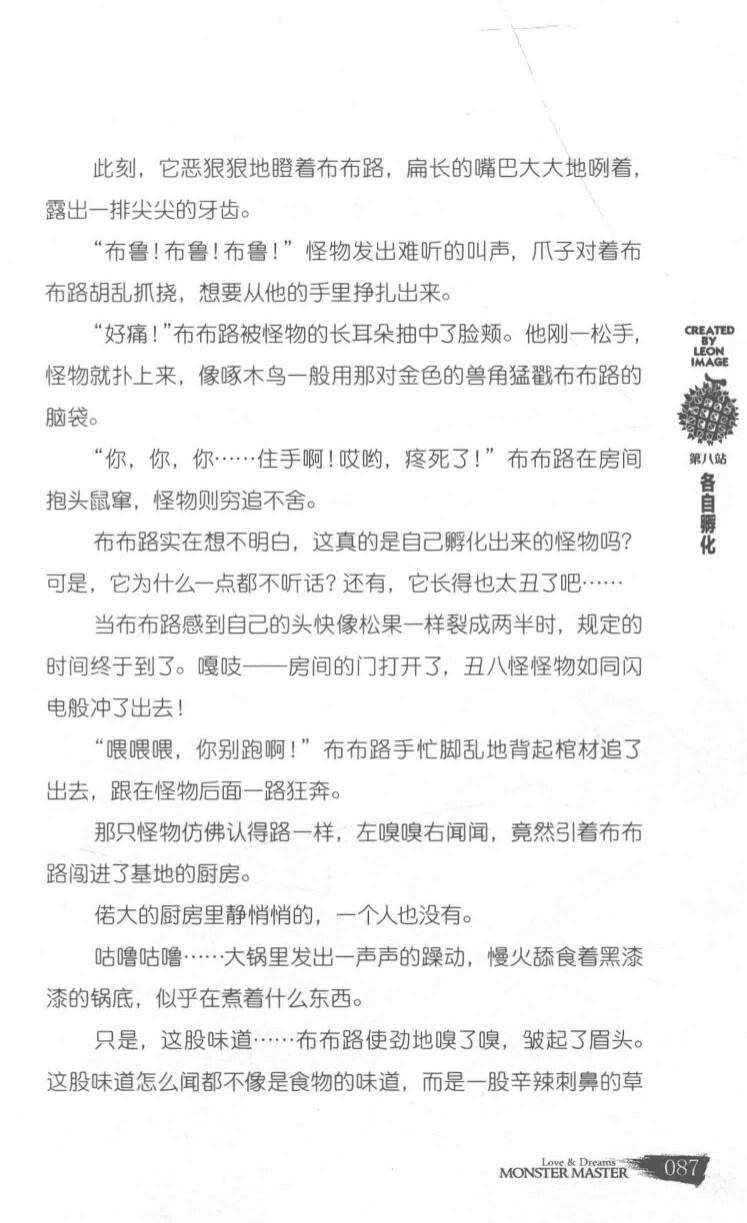 此刻，它恶狠狠地瞪着布布路，扁长的嘴巴大大地咧着，
露出一排尖尖的牙齿。
“布鲁！布鲁！布鲁！”怪物发出难听的叫声，爪子对着布
布路胡乱抓挠，想要从他的手里挣扎出来。
“好痛！”布布路被怪物的长耳朵抽中了脸颊。他刚一松手，
怪物就扑上来，像啄木鸟一般用那对金色的兽角猛戳布布路的
脑袋。
“你，你，你……住手啊！哎哟，疼死了！”布布路在房间
抱头鼠窜，怪物则穷追不舍。
布布路实在想不明白，这真的是自己孵化出来的怪物吗？
可是，它为什么一点都不听话？还有，它长得也太丑了吧……
当布布路感到自己的头快像松果一样裂成两半时，规定的
时间终于到了。嘎吱——房间的门打开了，丑八怪怪物如同闪
电般冲了出去！
“喂喂喂，你别跑啊！”布布路手忙脚乱地背起棺材追了
出去，跟在怪物后面一路狂奔。
那只怪物仿佛认得路一样，左嗅嗅右闻闻，竟然引着布布
路闯进了基地的厨房。
偌大的厨房里静悄悄的，一个人也没有。
咕噜咕噜……大锅里发出一声声的躁动，慢火舔食着黑漆
漆的锅底，似乎在煮着什么东西。
只是，这股味道……布布路使劲地嗅了嗅，皱起了眉头。
这股味道怎么闻都不像是食物的味道，而是一股辛辣刺鼻的草
CREATED
BY
LEON
IMAGE
第八站
各自孵化
Love & Dreams
MONSTER MASTER
087